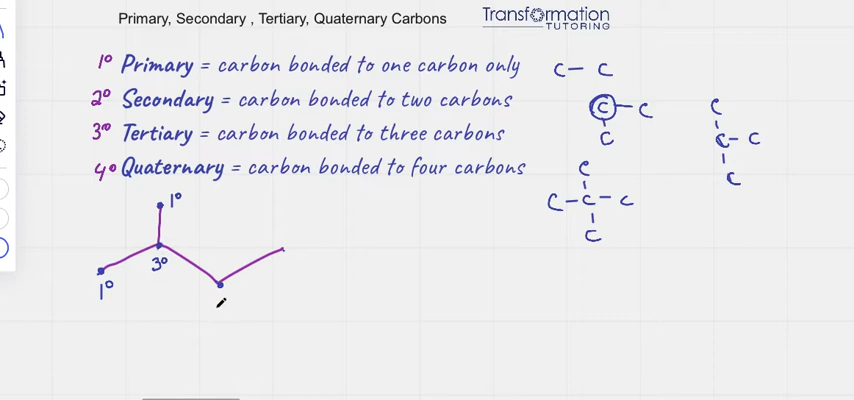 Primary, Secondary , Tertiary, Quaternary Carbons
Transformation
TUTORING
1° Primary = carbon bonded to one carbon only
C - C
2° Secondary = carbon bonded to two carbons
C - C
C
C
C - C
C
3° Tertiary = carbon bonded to three carbons
4° Quaternary = carbon bonded to four carbons
C
C - C - C
C
1°
3°
1°